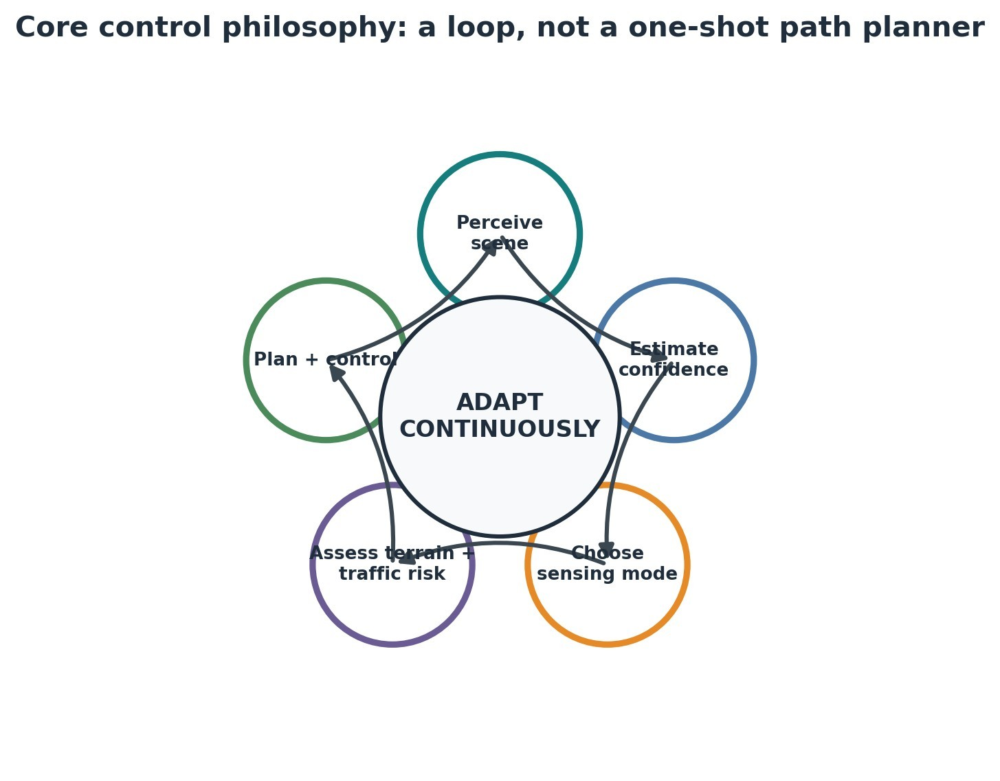 Core control philosophy: a loop, not a one-shot path planner
Perceive
scene
Estimate
confidence
Plan + control
ADAPT
CONTINUOUSLY
Assess terrain +
traffic risk
Choose
sensing mode